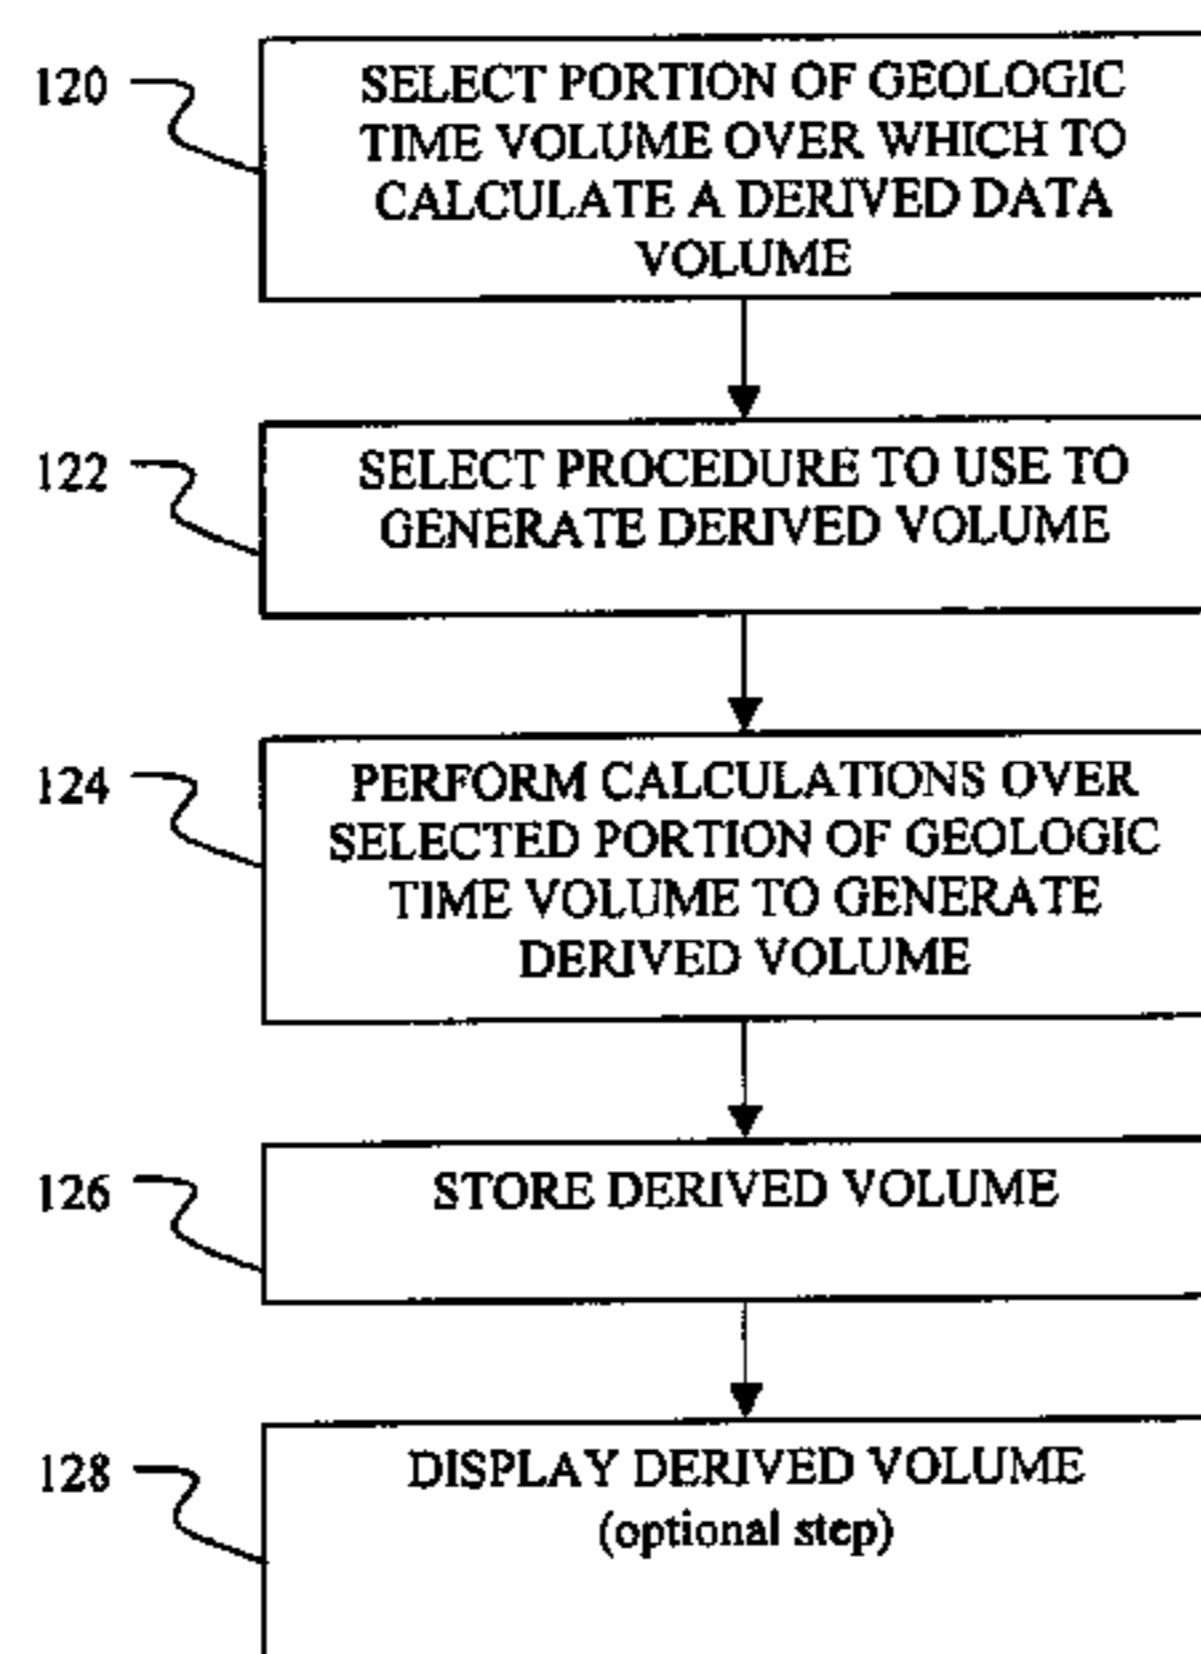 120
SELECT PORTION OF GEOLOGIC
TIME VOLUME OVER WHICH TO
CALCULATE A DERIVED DATA
VOLUME
122
SELECT PROCEDURE TO USE TO
GENERATE DERIVED VOLUME
124
PERFORM CALCULATIONS OVER
SELECTED PORTION OF GEOLOGIC
TIME VOLUME TO GENERATE
DERIVED VOLUME
126
STORE DERIVED VOLUME
128
DISPLAY DERIVED VOLUME
(optional step)